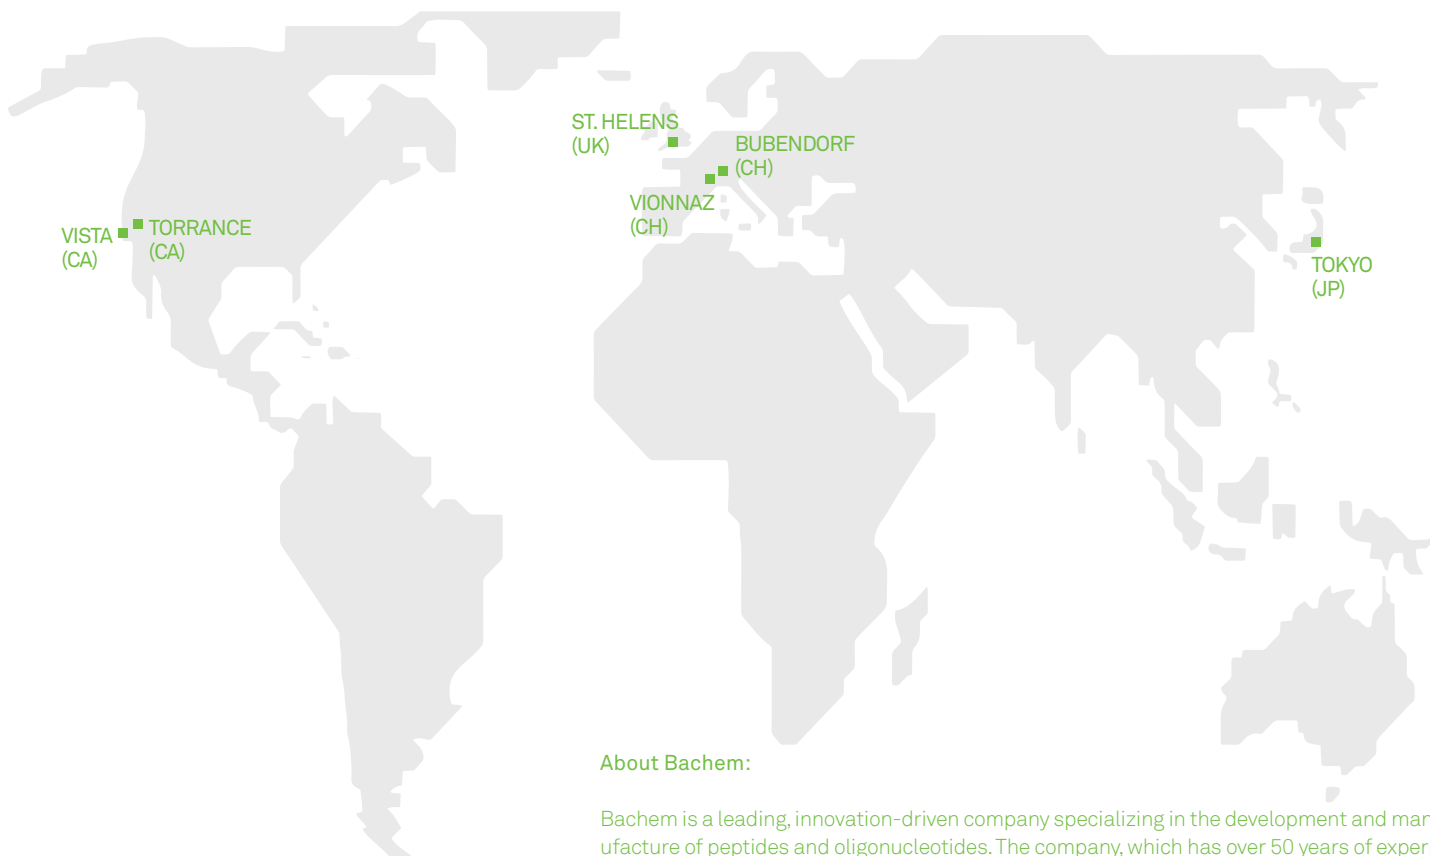 ST. HELENS
(UK)
BUBENDORF
(CH)
VIONNAZ
(CH)
VISTA
(CA)
TORRANCE
(CA)
TOKYO
(JP)
About Bachem:
Bachem is a leading, innovation-driven company specializing in the development and man
ufacture of peptides and oligonucleotides. The company, which has over 50 years of exper